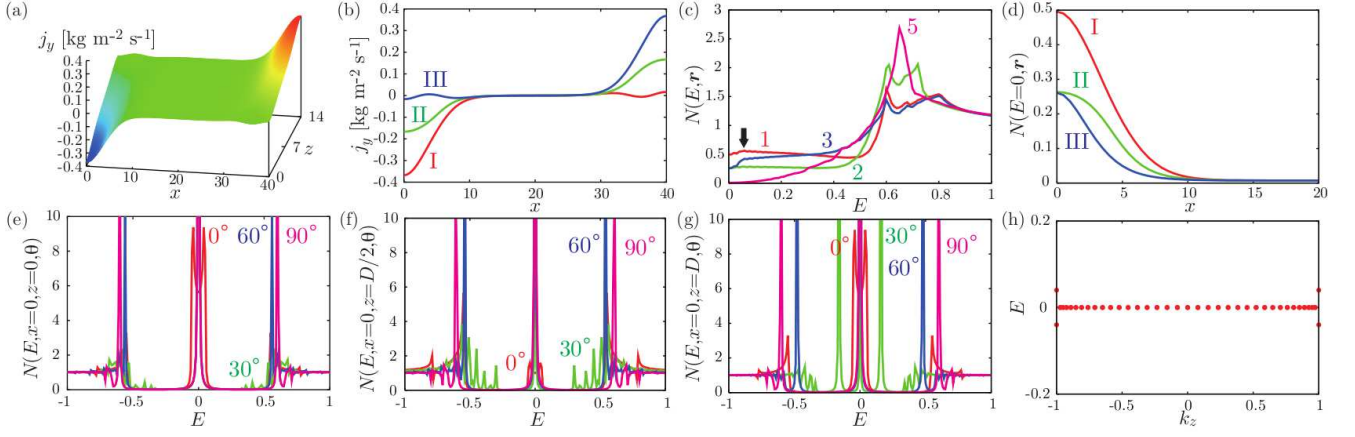 (a)
j_y [kg m⁻² s⁻¹]
0.4
0.3
0.2
0.1
0
-0.1
-0.2
-0.3
-0.4
0 10 20 30 40
x
0 7 14
z
(b)
j_y [kg m⁻² s⁻¹]
0.4
0.3
0.2
0.1
0
-0.1
-0.2
-0.3
-0.4
III
II
I
0 10 20 30 40
x
(c)
N(E,r)
3
2.5
2
1.5
1
0.5
0
1
2
3
5
0 0.2 0.4 0.6 0.8 1
E
(d)
N(E=0,r)
0.5
0.4
0.3
0.2
0.1
0
I
II
III
0 5 10 15 20
x
(e)
N(E,x=0,z=0,θ)
10
8
6
4
2
0
0° 60° 90°
30°
-1 -0.5 0 0.5 1
E
(f)
N(E,x=0,z=D/2,θ)
10
8
6
4
2
0
60° 90°
0° 30°
-1 -0.5 0 0.5 1
E
(g)
N(E,x=0,z=D,θ)
10
8
6
4
2
0
0° 30° 90°
60°
-1 -0.5 0 0.5 1
E
(h)
E
0.2
0
-0.2
-1 -0.5 0 0.5 1
k_z